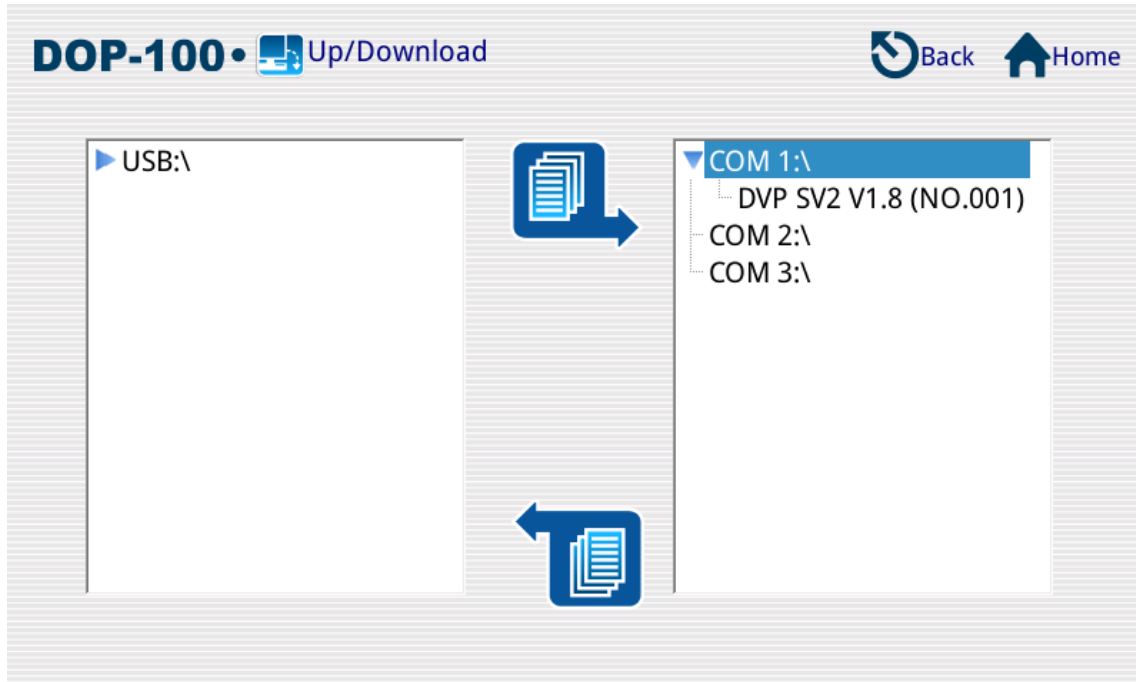 DOP-100• Up/Download
Back
Home
USB:\
COM 1:\
DVP SV2 V1.8 (NO.001)
COM 2:\
COM 3:\